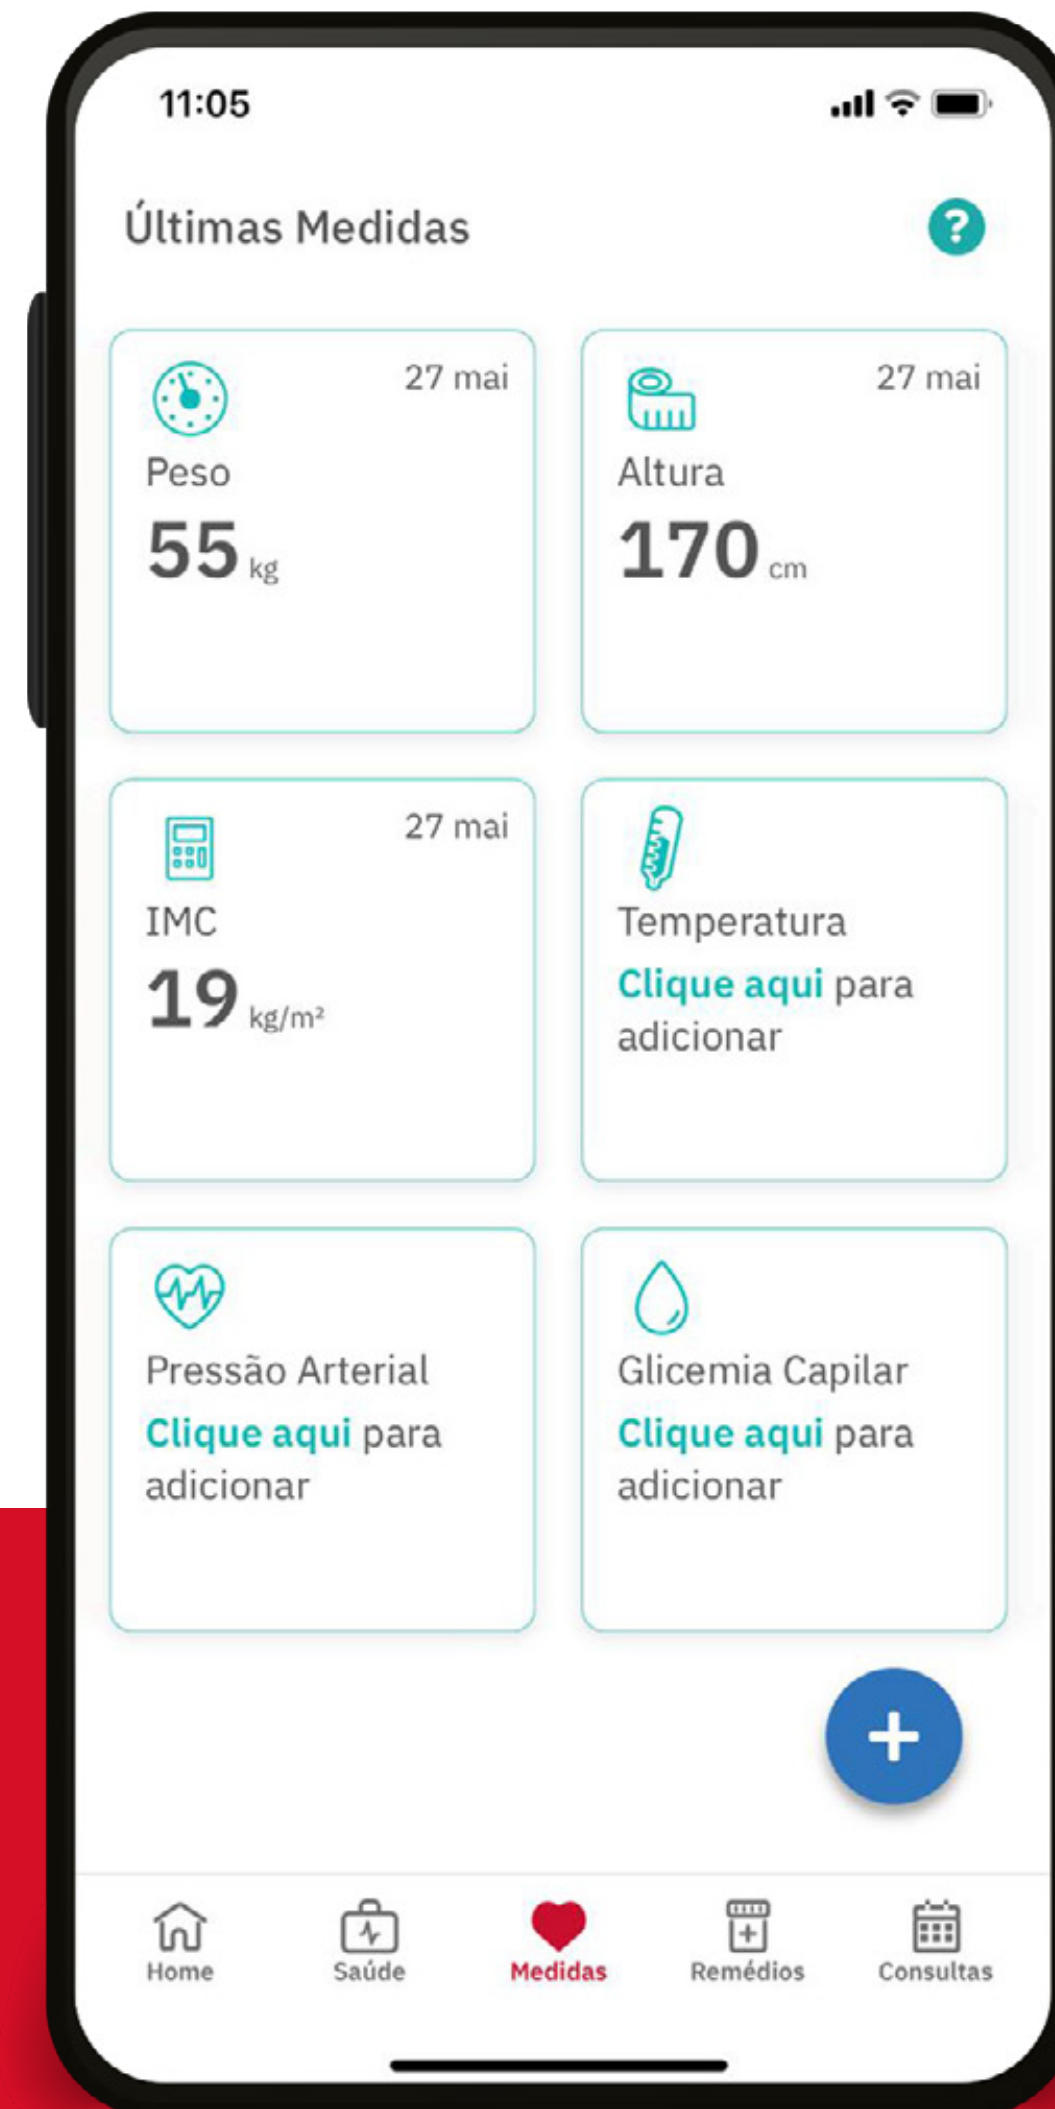 11:05
Últimas Medidas
?
27 mai
Peso
55 kg
27 mai
Altura
170 cm
27 mai
IMC
19 kg/m²
Temperatura
Clique aqui para
adicionar
Pressão Arterial
Clique aqui para
adicionar
Glicemia Capilar
Clique aqui para
adicionar
+
Home
Saúde
Medidas
Remédios
Consultas